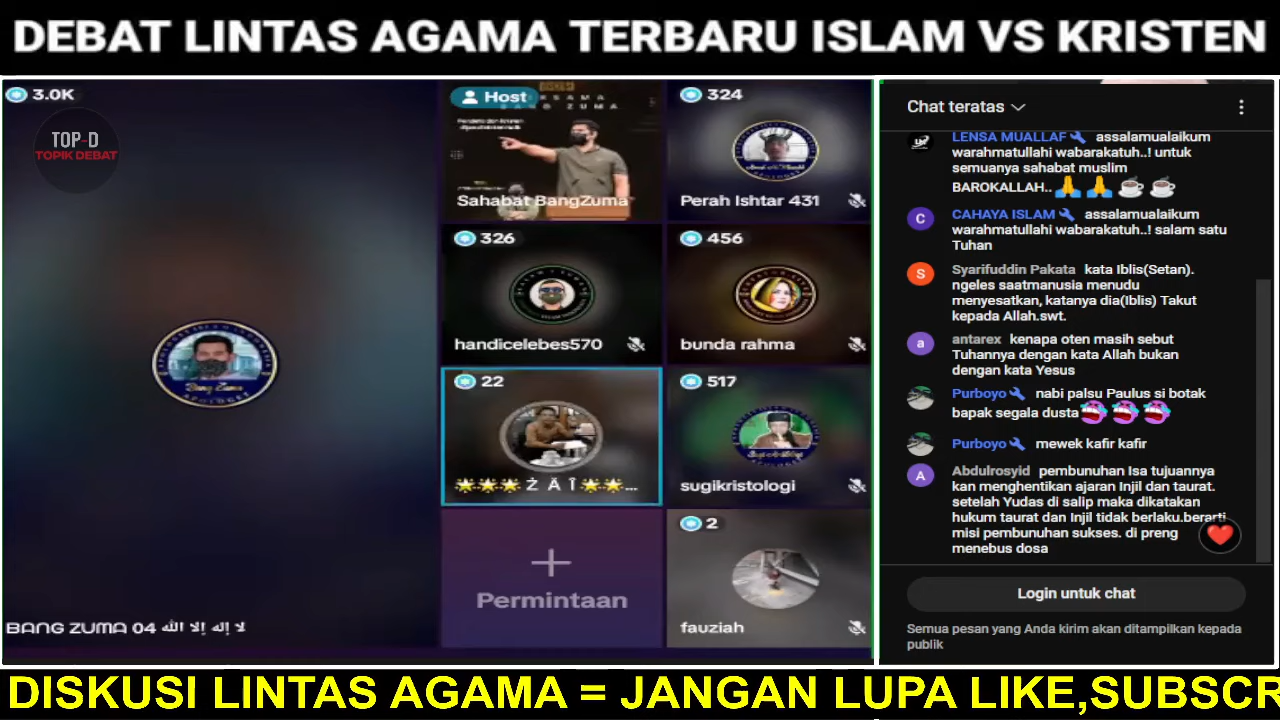 DEBAT LINTAS AGAMA TERBARU ISLAM VS KRISTEN
3.0K
TOP-D
TOPIK DEBAT
BANG ZUMA 04 لا إله إلا الله
Host
Sahabat BangZuma
324
Perah Ishtar 431
326
handicelebes570
456
bunda rahma
22
Ż Ă Î ...
517
sugikristologi
Permintaan
2
fauziah
Chat teratas
LENSA MUALLAF assalamualaikum
warahmatullahi wabarakatuh..! untuk
semuanya sahabat muslim
BAROKALLAH..
C
CAHAYA ISLAM assalamualaikum
warahmatullahi wabarakatuh..! salam satu
Tuhan
S
Syarifuddin Pakata kata Iblis(Setan).
ngeles saatmanusia menudu
menyesatkan, katanya dia(Iblis) Takut
kepada Allah.swt.
a
antarex kenapa oten masih sebut
Tuhannya dengan kata Allah bukan
dengan kata Yesus
Purboyo nabi palsu Paulus si botak
bapak segala dusta
Purboyo mewek kafir kafir
A
Abdulrosyid pembunuhan Isa tujuannya
kan menghentikan ajaran Injil dan taurat.
setelah Yudas di salip maka dikatakan
hukum taurat dan Injil tidak berlaku.berarti
misi pembunuhan sukses. di preng
menebus dosa
Login untuk chat
Semua pesan yang Anda kirim akan ditampilkan kepada
publik
DISKUSI LINTAS AGAMA = JANGAN LUPA LIKE,SUBSCR